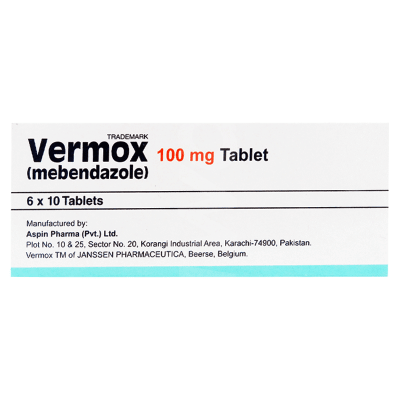 TRADEMARK
Vermox 100 mg Tablet
(mebendazole)
6 x 10 Tablets
Manufactured by:
Aspin Pharma (Pvt.) Ltd.
Plot No. 10 & 25, Sector No. 20, Korangi Industrial Area, Karachi-74900, Pakistan.
Vermox TM of JANSSEN PHARMACEUTICA, Beerse, Belgium.